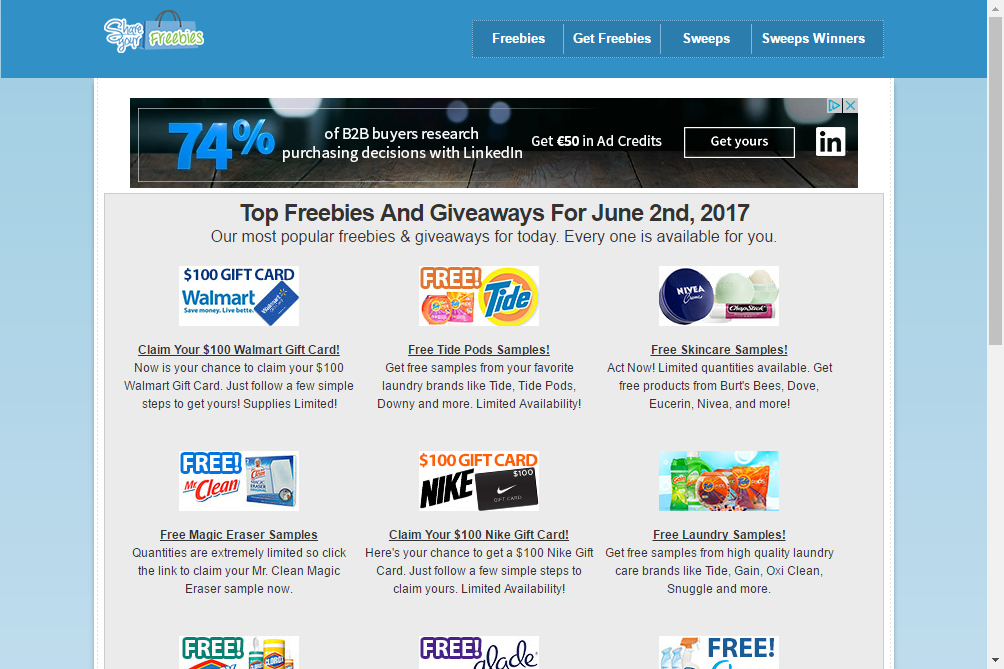 Share Your Freebies
Freebies
Get Freebies
Sweeps
Sweeps Winners
74%
of B2B buyers research
purchasing decisions with LinkedIn
Get €50 in Ad Credits
Get yours
in
Top Freebies And Giveaways For June 2nd, 2017
Our most popular freebies & giveaways for today. Every one is available for you.
$100 GIFT CARD
Walmart
Save money. Live better.
Walmart
Claim Your $100 Walmart Gift Card!
Now is your chance to claim your $100
Walmart Gift Card. Just follow a few simple
steps to get yours! Supplies Limited!
FREE!
Tide
Free Tide Pods Samples!
Get free samples from your favorite
laundry brands like Tide, Tide Pods,
Downy and more. Limited Availability!
NIVEA
Creme
ChapStick
Free Skincare Samples!
Act Now! Limited quantities available. Get
free products from Burt's Bees, Dove,
Eucerin, Nivea, and more!
FREE!
Mr. Clean
Free Magic Eraser Samples
Quantities are extremely limited so click
the link to claim your Mr. Clean Magic
Eraser sample now.
$100 GIFT CARD
NIKE
$100
GIFT CARD
Claim Your $100 Nike Gift Card!
Here's your chance to get a $100 Nike Gift
Card. Just follow a few simple steps to
claim yours. Limited Availability!
Free Laundry Samples!
Get free samples from high quality laundry
care brands like Tide, Gain, Oxi Clean,
Snuggle and more.
FREE!
CLOROX
FREE!
glade
FREE!